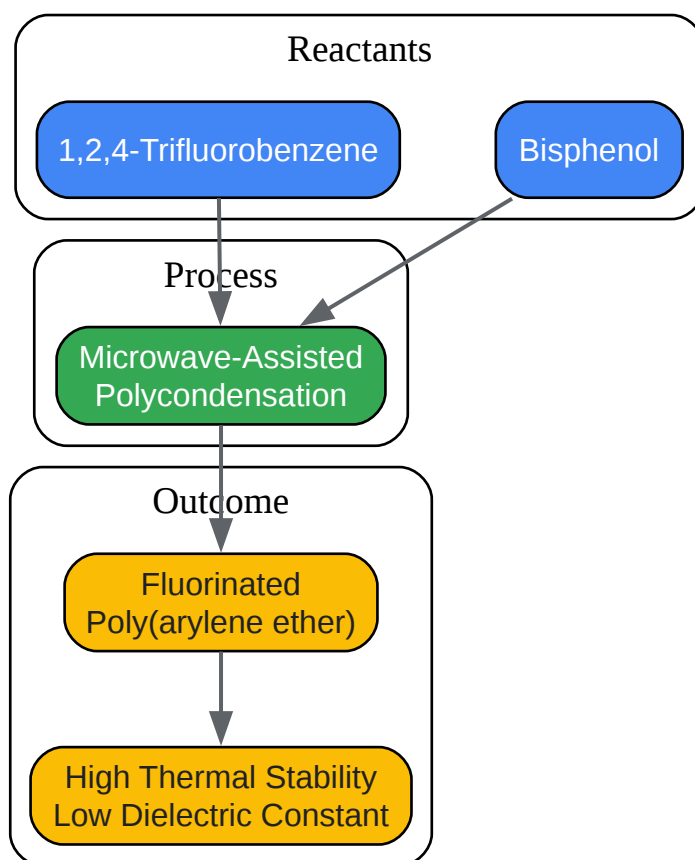 Reactants
1,2,4-Trifluorobenzene
Bisphenol
Process
Microwave-Assisted
Polycondensation
Outcome
Fluorinated
Poly(arylene ether)
High Thermal Stability
Low Dielectric Constant